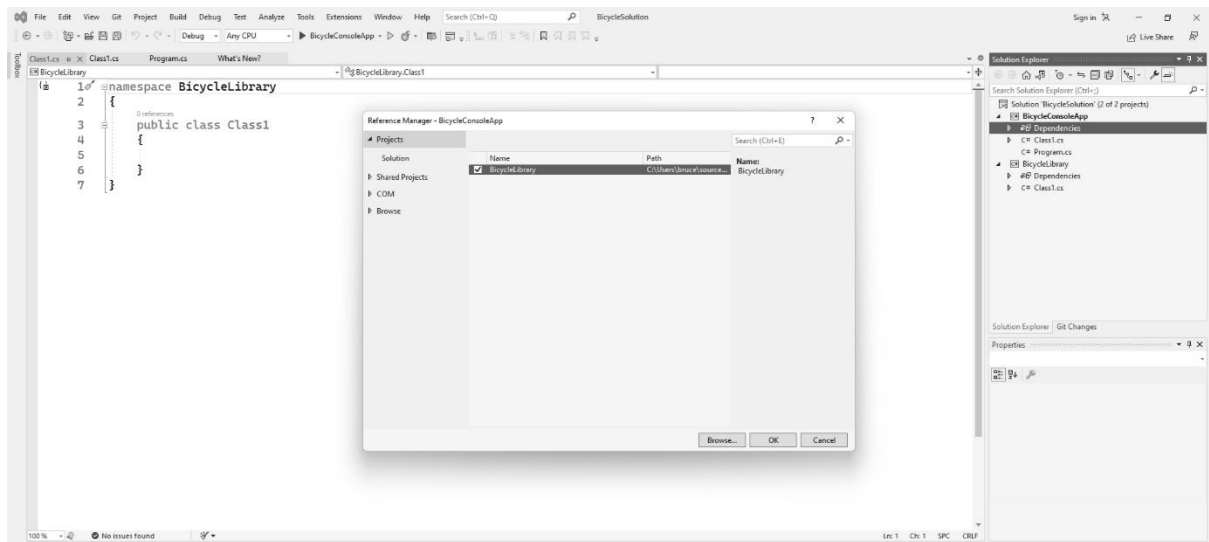 File Edit View Git Project Build Debug Test Analyze Tools Extensions Window Help Search (Ctrl+Q) BicycleSolution Sign in
Debug Any CPU BicycleConsoleApp Live Share
Toolbox
Class1.cs Class1.cs Program.cs What's New?
BicycleLibrary BicycleLibrary.Class1
1 namespace BicycleLibrary
2 {
0 references
3 public class Class1
4 {
5
6 }
7 }
Reference Manager - BicycleConsoleApp ? X
Projects Search (Ctrl+E)
Solution Name Path Name:
BicycleLibrary C:\Users\bruce\source... BicycleLibrary
Shared Projects
COM
Browse
Browse... OK Cancel
Solution Explorer
Search Solution Explorer (Ctrl+;)
Solution 'BicycleSolution' (2 of 2 projects)
BicycleConsoleApp
Dependencies
C# Class1.cs
C# Program.cs
BicycleLibrary
Dependencies
C# Class1.cs
Solution Explorer Git Changes
Properties
100 % No issues found Ln: 1 Ch: 1 SPC CRLF